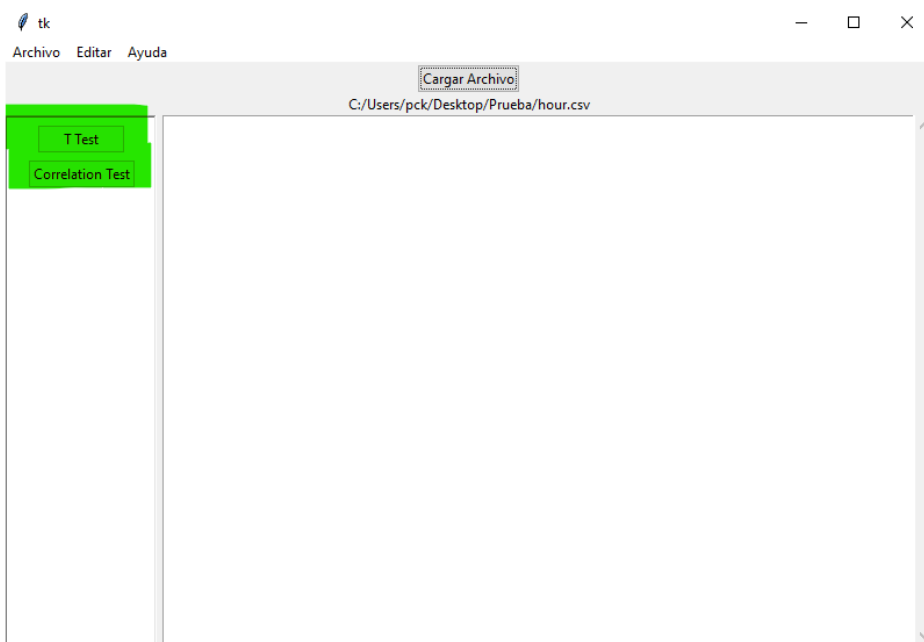 tk
Archivo Editar Ayuda
Cargar Archivo
C:/Users/pck/Desktop/Prueba/hour.csv
T Test
Correlation Test